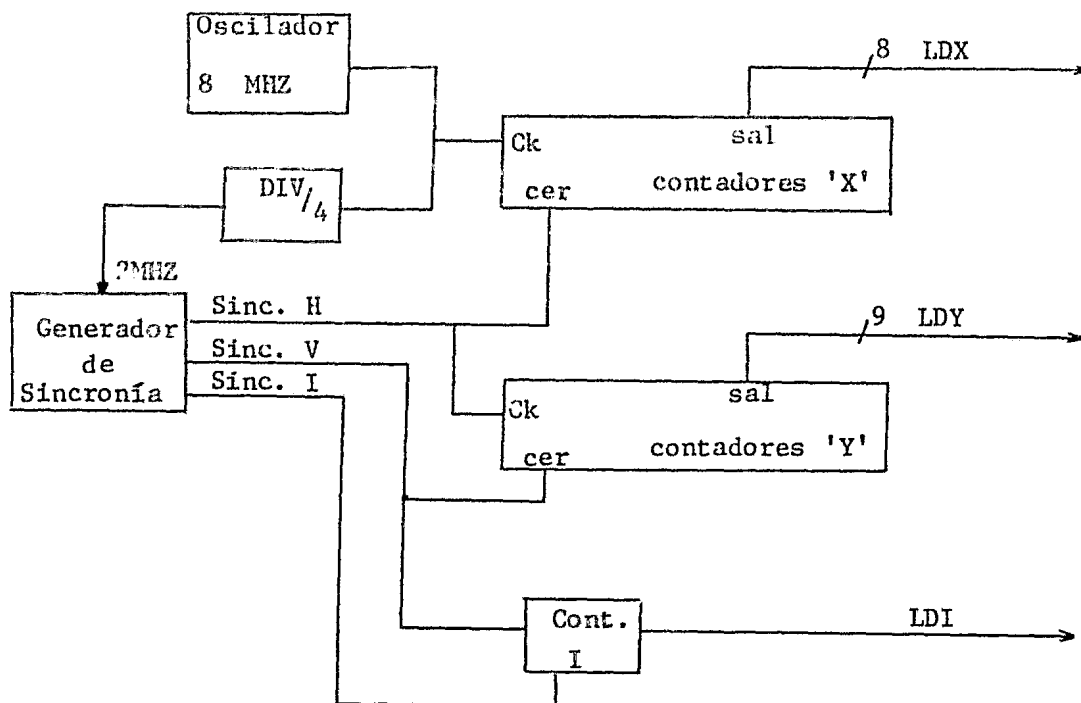 Oscilador
8 MHZ
8 LDX
Ck
sal
cer
contadores 'X'
DIV/4
2MHZ
Generador
de
Sincronía
Sinc. H
Sinc. V
Sinc. I
9 LDY
Ck
sal
cer
contadores 'Y'
Cont.
I
LDI